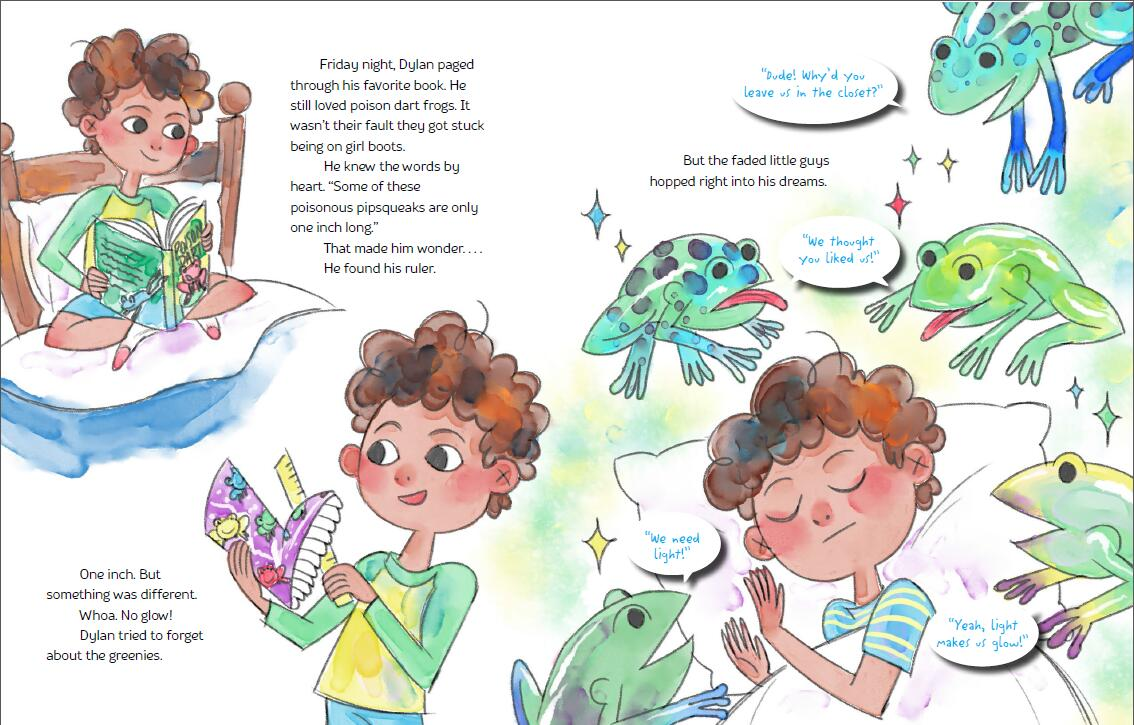 Friday night, Dylan paged
through his favorite book. He
still loved poison dart frogs. It
wasn't their fault they got stuck
being on girl boots.
He knew the words by
heart. “Some of these
poisonous pipsqueaks are only
one inch long.”
That made him wonder. . . .
He found his ruler.
One inch. But
something was different.
Whoa. No glow!
Dylan tried to forget
about the greenies.
“Dude! Why'd you
leave us in the closet?”
But the faded little guys
hopped right into his dreams.
“We thought
you liked us!”
“We need
light!”
“Yeah, light
makes us glow!”